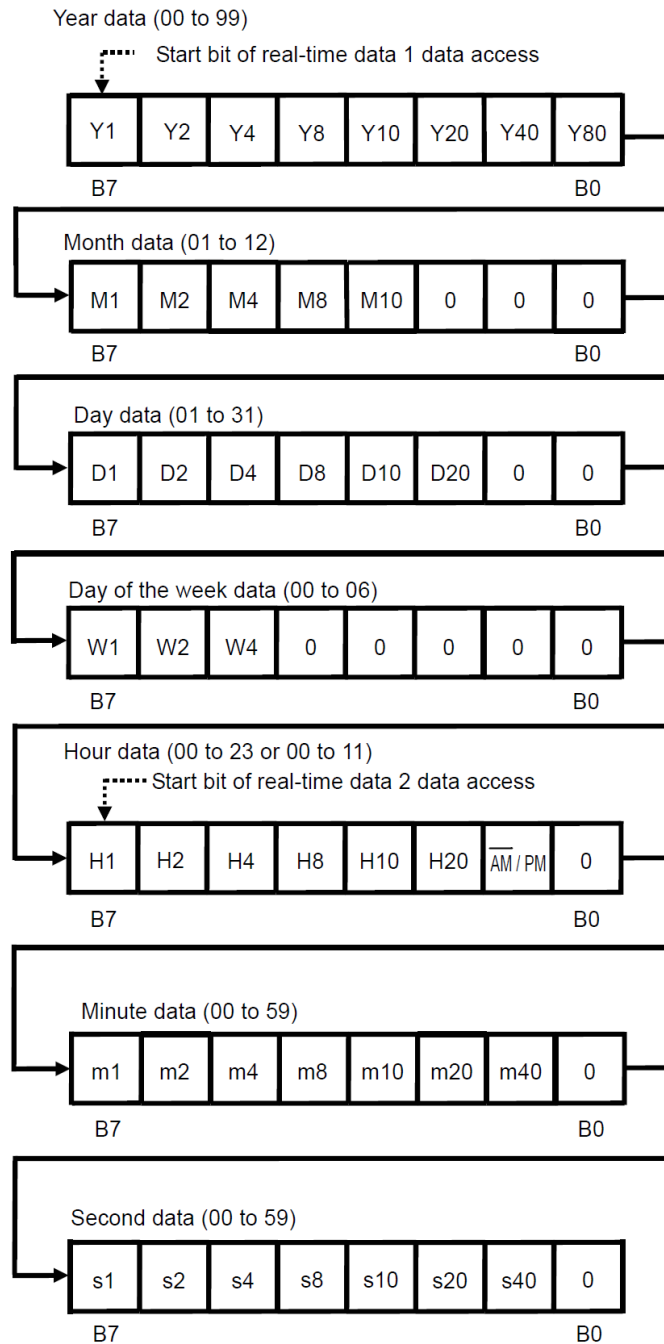 Year data (00 to 99)
Start bit of real-time data 1 data access
Y1 Y2 Y4 Y8 Y10 Y20 Y40 Y80
B7 B0
Month data (01 to 12)
M1 M2 M4 M8 M10 0 0 0
B7 B0
Day data (01 to 31)
D1 D2 D4 D8 D10 D20 0 0
B7 B0
Day of the week data (00 to 06)
W1 W2 W4 0 0 0 0 0
B7 B0
Hour data (00 to 23 or 00 to 11)
Start bit of real-time data 2 data access
H1 H2 H4 H8 H10 H20 A̅M̅ / PM 0
B7 B0
Minute data (00 to 59)
m1 m2 m4 m8 m10 m20 m40 0
B7 B0
Second data (00 to 59)
s1 s2 s4 s8 s10 s20 s40 0
B7 B0